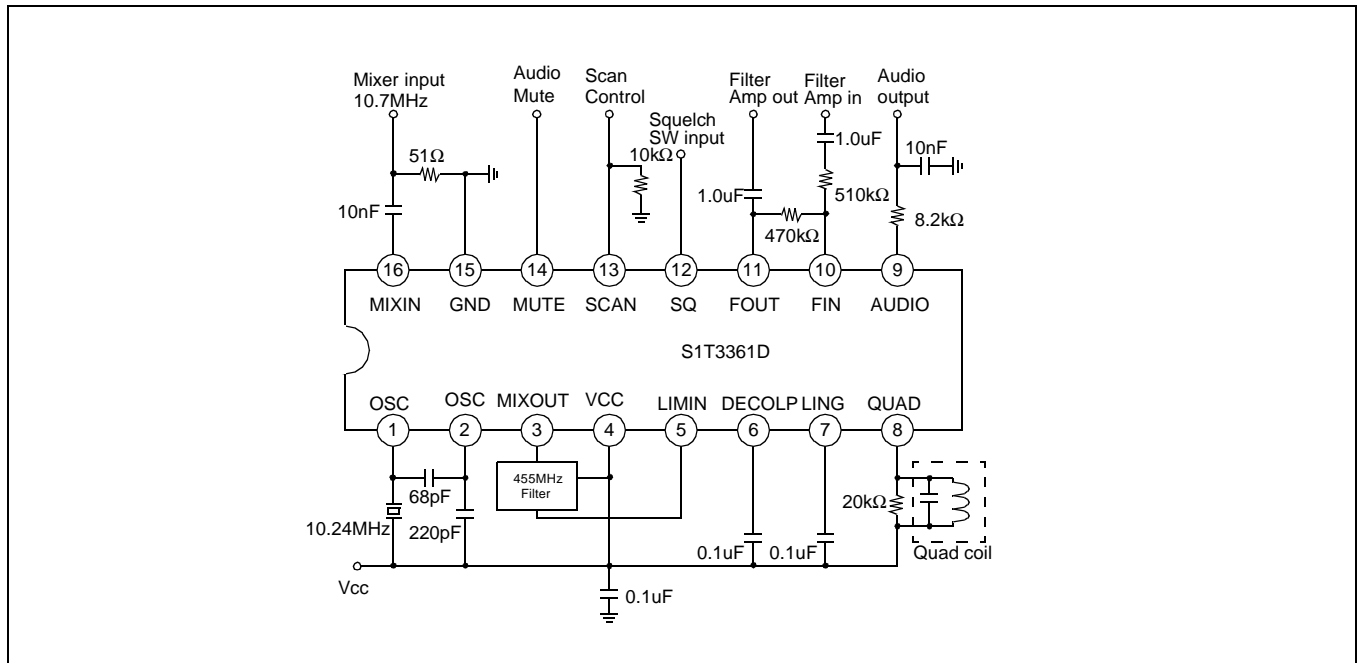 Mixer input
10.7MHz
Audio
Mute
Scan
Control
Squelch
SW input
Filter
Amp out
Filter
Amp in
Audio
output
51Ω
10kΩ
1.0uF
10nF
10nF
1.0uF
510kΩ
470kΩ
8.2kΩ
16
15
14
13
12
11
10
9
MIXIN
GND
MUTE
SCAN
SQ
FOUT
FIN
AUDIO
S1T3361D
OSC
OSC
MIXOUT
VCC
LIMIN
DECOLP
LING
QUAD
1
2
3
4
5
6
7
8
68pF
455MHz
Filter
20kΩ
10.24MHz
220pF
0.1uF
0.1uF
Quad coil
Vcc
0.1uF